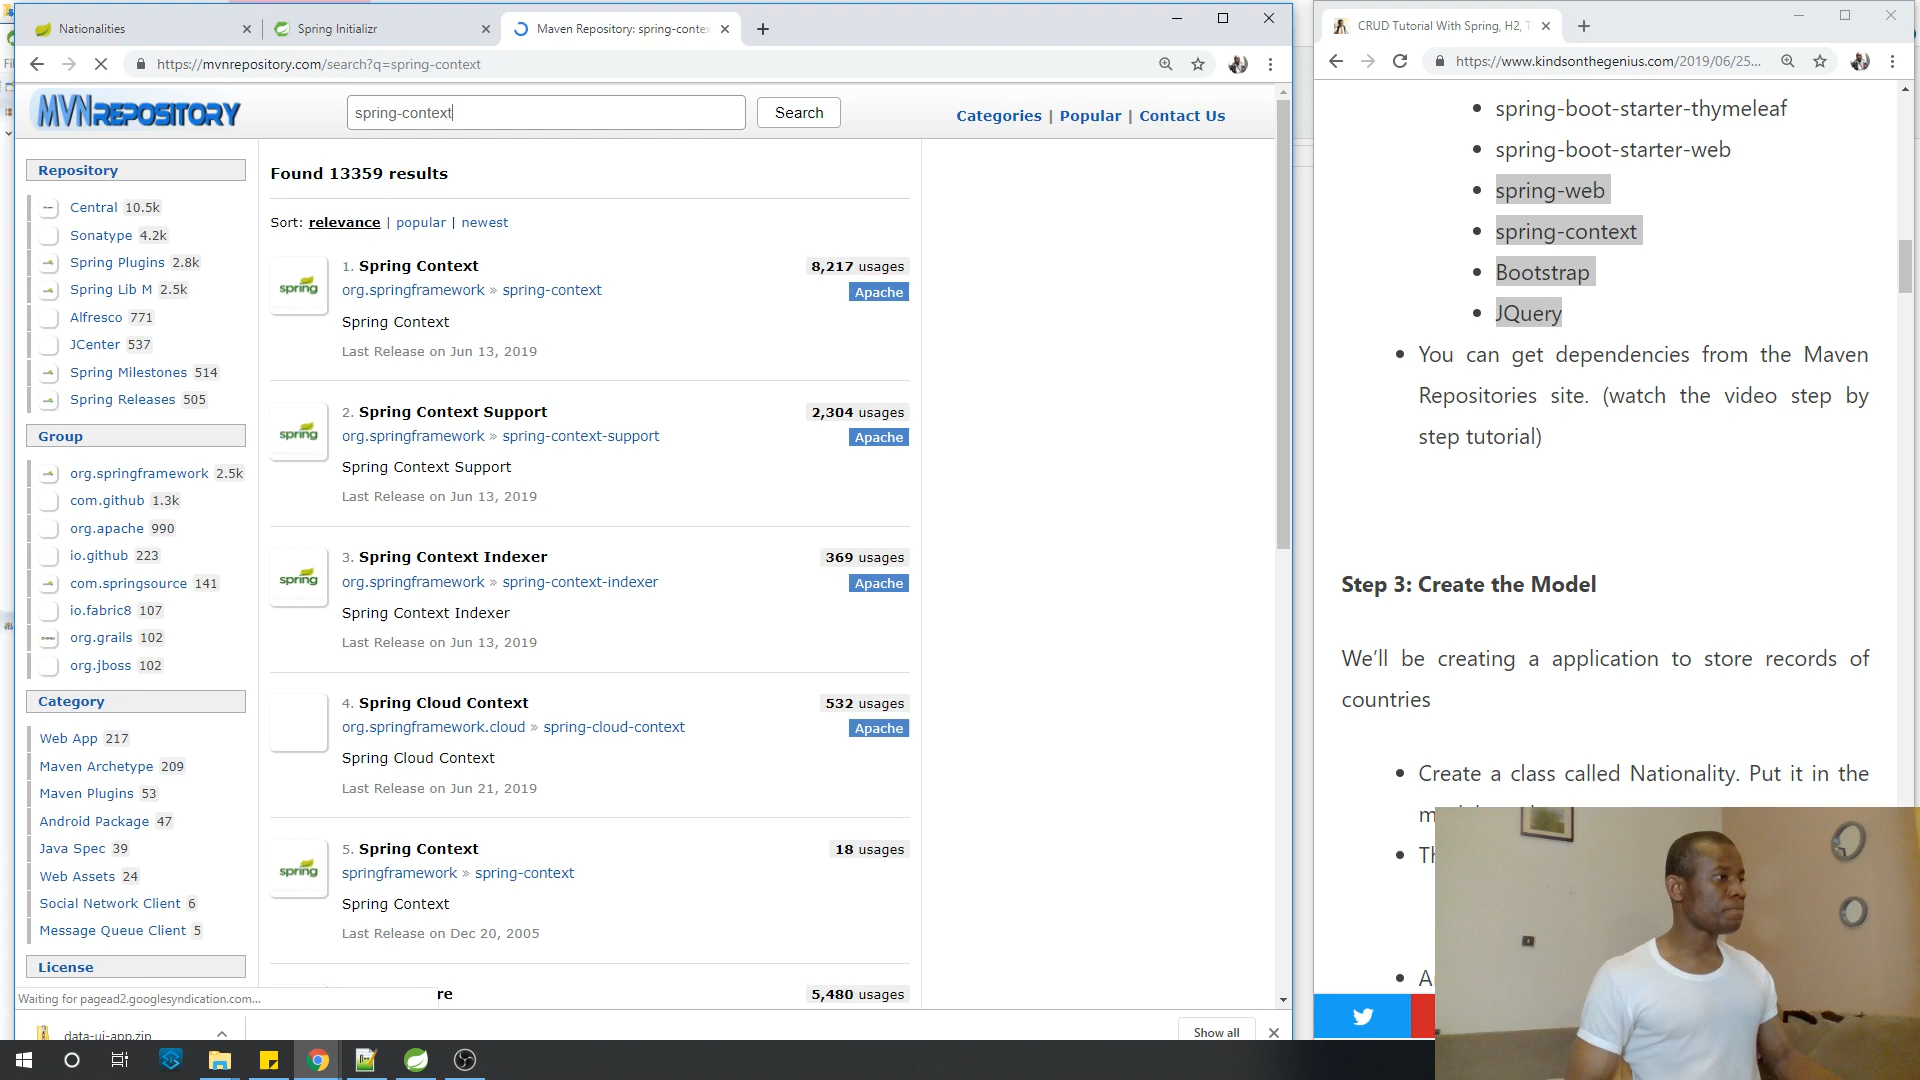 Nationalities
Spring Initializr
Maven Repository: spring-contex
https://mvnrepository.com/search?q=spring-context
MVNREPOSITORY
spring-context
Search
Categories | Popular | Contact Us
Repository
Central 10.5k
Sonatype 4.2k
Spring Plugins 2.8k
Spring Lib M 2.5k
Alfresco 771
JCenter 537
Spring Milestones 514
Spring Releases 505
Group
org.springframework 2.5k
com.github 1.3k
org.apache 990
io.github 223
com.springsource 141
io.fabric8 107
org.grails 102
org.jboss 102
Category
Web App 217
Maven Archetype 209
Maven Plugins 53
Android Package 47
Java Spec 39
Web Assets 24
Social Network Client 6
Message Queue Client 5
License
Found 13359 results
Sort: relevance | popular | newest
1. Spring Context
8,217 usages
org.springframework » spring-context
Apache
spring
Spring Context
Last Release on Jun 13, 2019
2. Spring Context Support
2,304 usages
org.springframework » spring-context-support
Apache
spring
Spring Context Support
Last Release on Jun 13, 2019
3. Spring Context Indexer
369 usages
org.springframework » spring-context-indexer
Apache
spring
Spring Context Indexer
Last Release on Jun 13, 2019
4. Spring Cloud Context
532 usages
org.springframework.cloud » spring-cloud-context
Apache
Spring Cloud Context
Last Release on Jun 21, 2019
5. Spring Context
18 usages
springframework » spring-context
spring
Spring Context
Last Release on Dec 20, 2005
re
5,480 usages
Waiting for pagead2.googlesyndication.com...
data-ui-app.zip
Show all
CRUD Tutorial With Spring, H2, T
https://www.kindsonthegenius.com/2019/06/25...
spring-boot-starter-thymeleaf
spring-boot-starter-web
spring-web
spring-context
Bootstrap
JQuery
You can get dependencies from the Maven
Repositories site. (watch the video step by
step tutorial)
Step 3: Create the Model
We'll be creating a application to store records of
countries
Create a class called Nationality. Put it in the